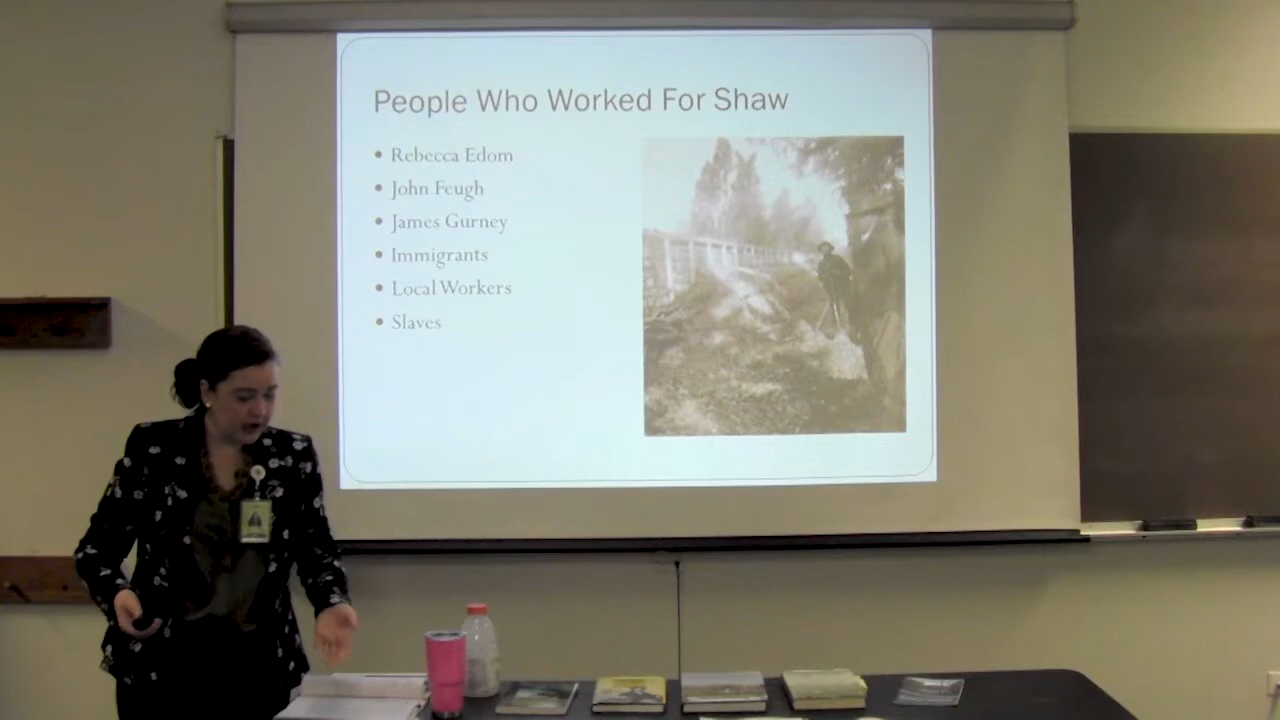 People Who Worked For Shaw
Rebecca Edom
John Feugh
James Gurney
Immigrants
Local Workers
Slaves